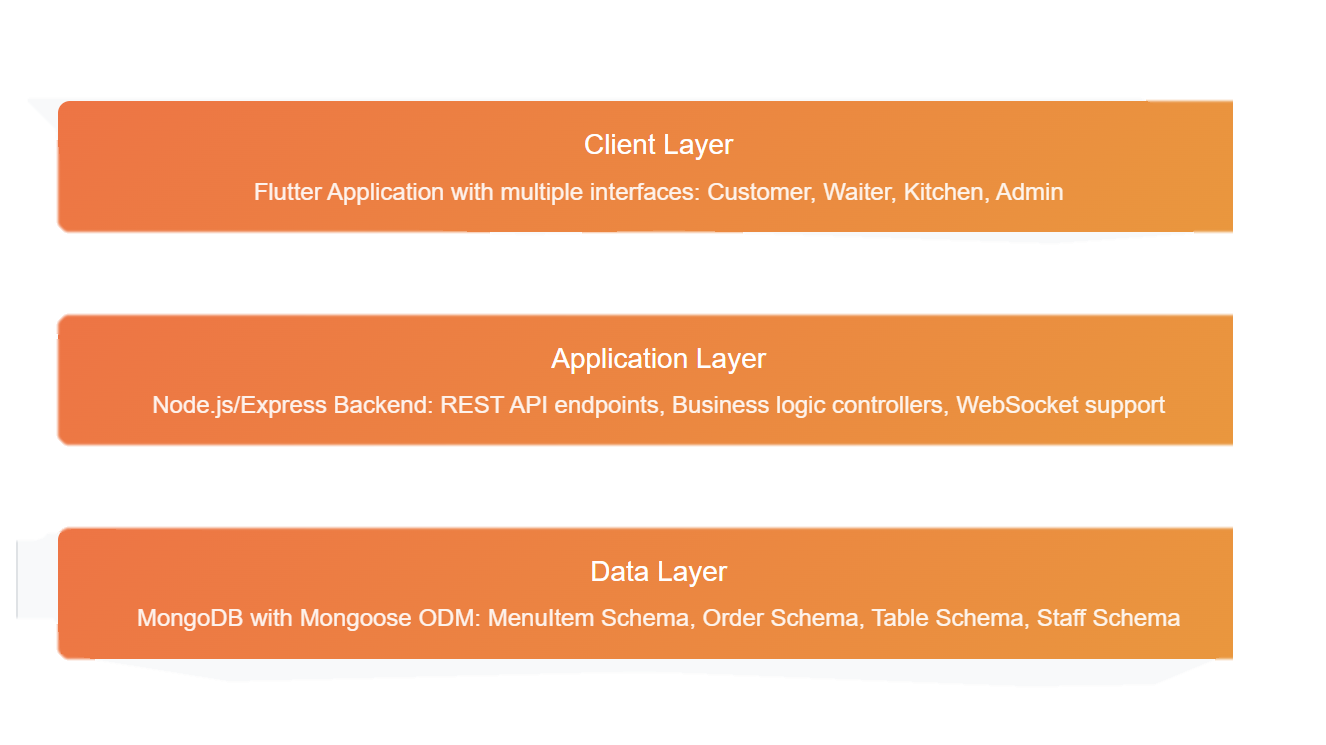 Client Layer
Flutter Application with multiple interfaces: Customer, Waiter, Kitchen, Admin
Application Layer
Node.js/Express Backend: REST API endpoints, Business logic controllers, WebSocket support
Data Layer
MongoDB with Mongoose ODM: MenuItem Schema, Order Schema, Table Schema, Staff Schema